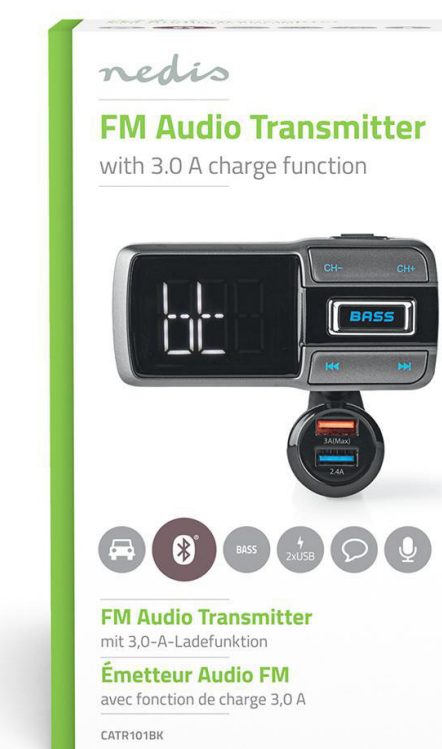 nedis
FM Audio Transmitter
with 3.0 A charge function
CH- CH+
bt
BASS
3A(Max)
2.4A
BASS
2xUSB
FM Audio Transmitter
mit 3,0-A-Ladefunktion
Émetteur Audio FM
avec fonction de charge 3,0 A
CATR101BK